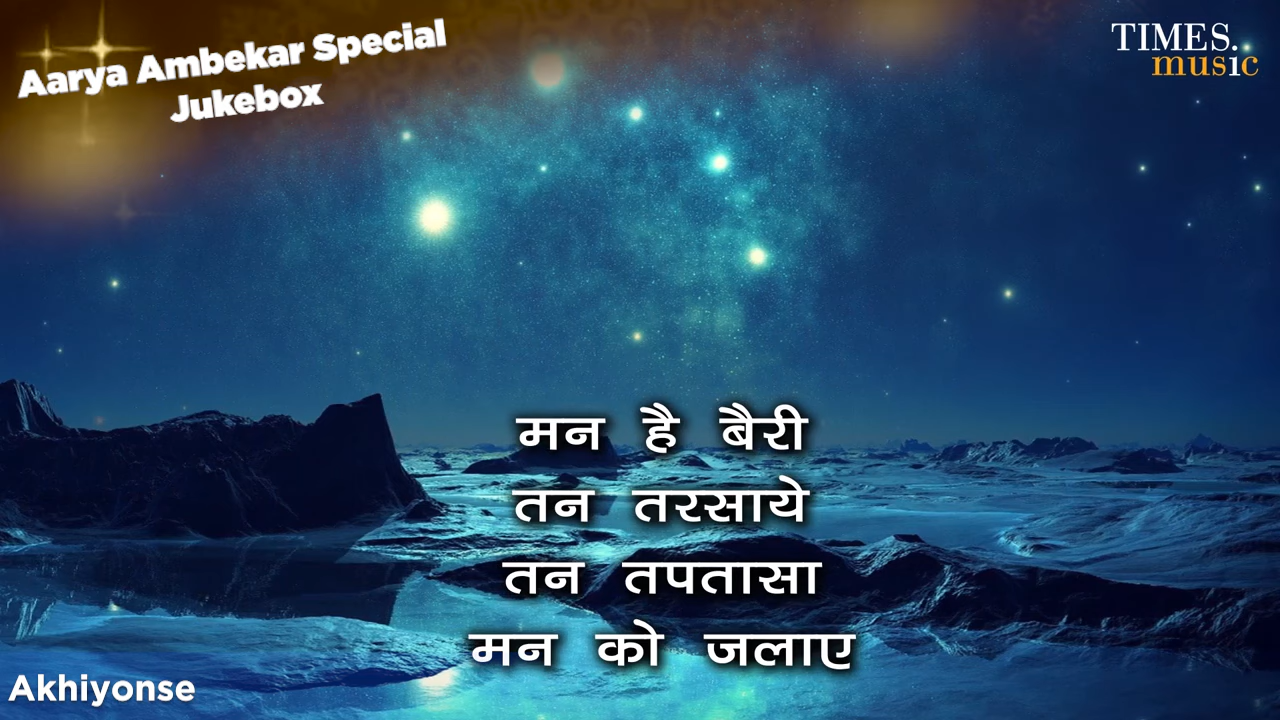 Aarya Ambekar Special
Jukebox
TIMES.
music
मन है बैरी
तन तरसाये
तन तपतासा
मन को जलाए
Akhiyonse